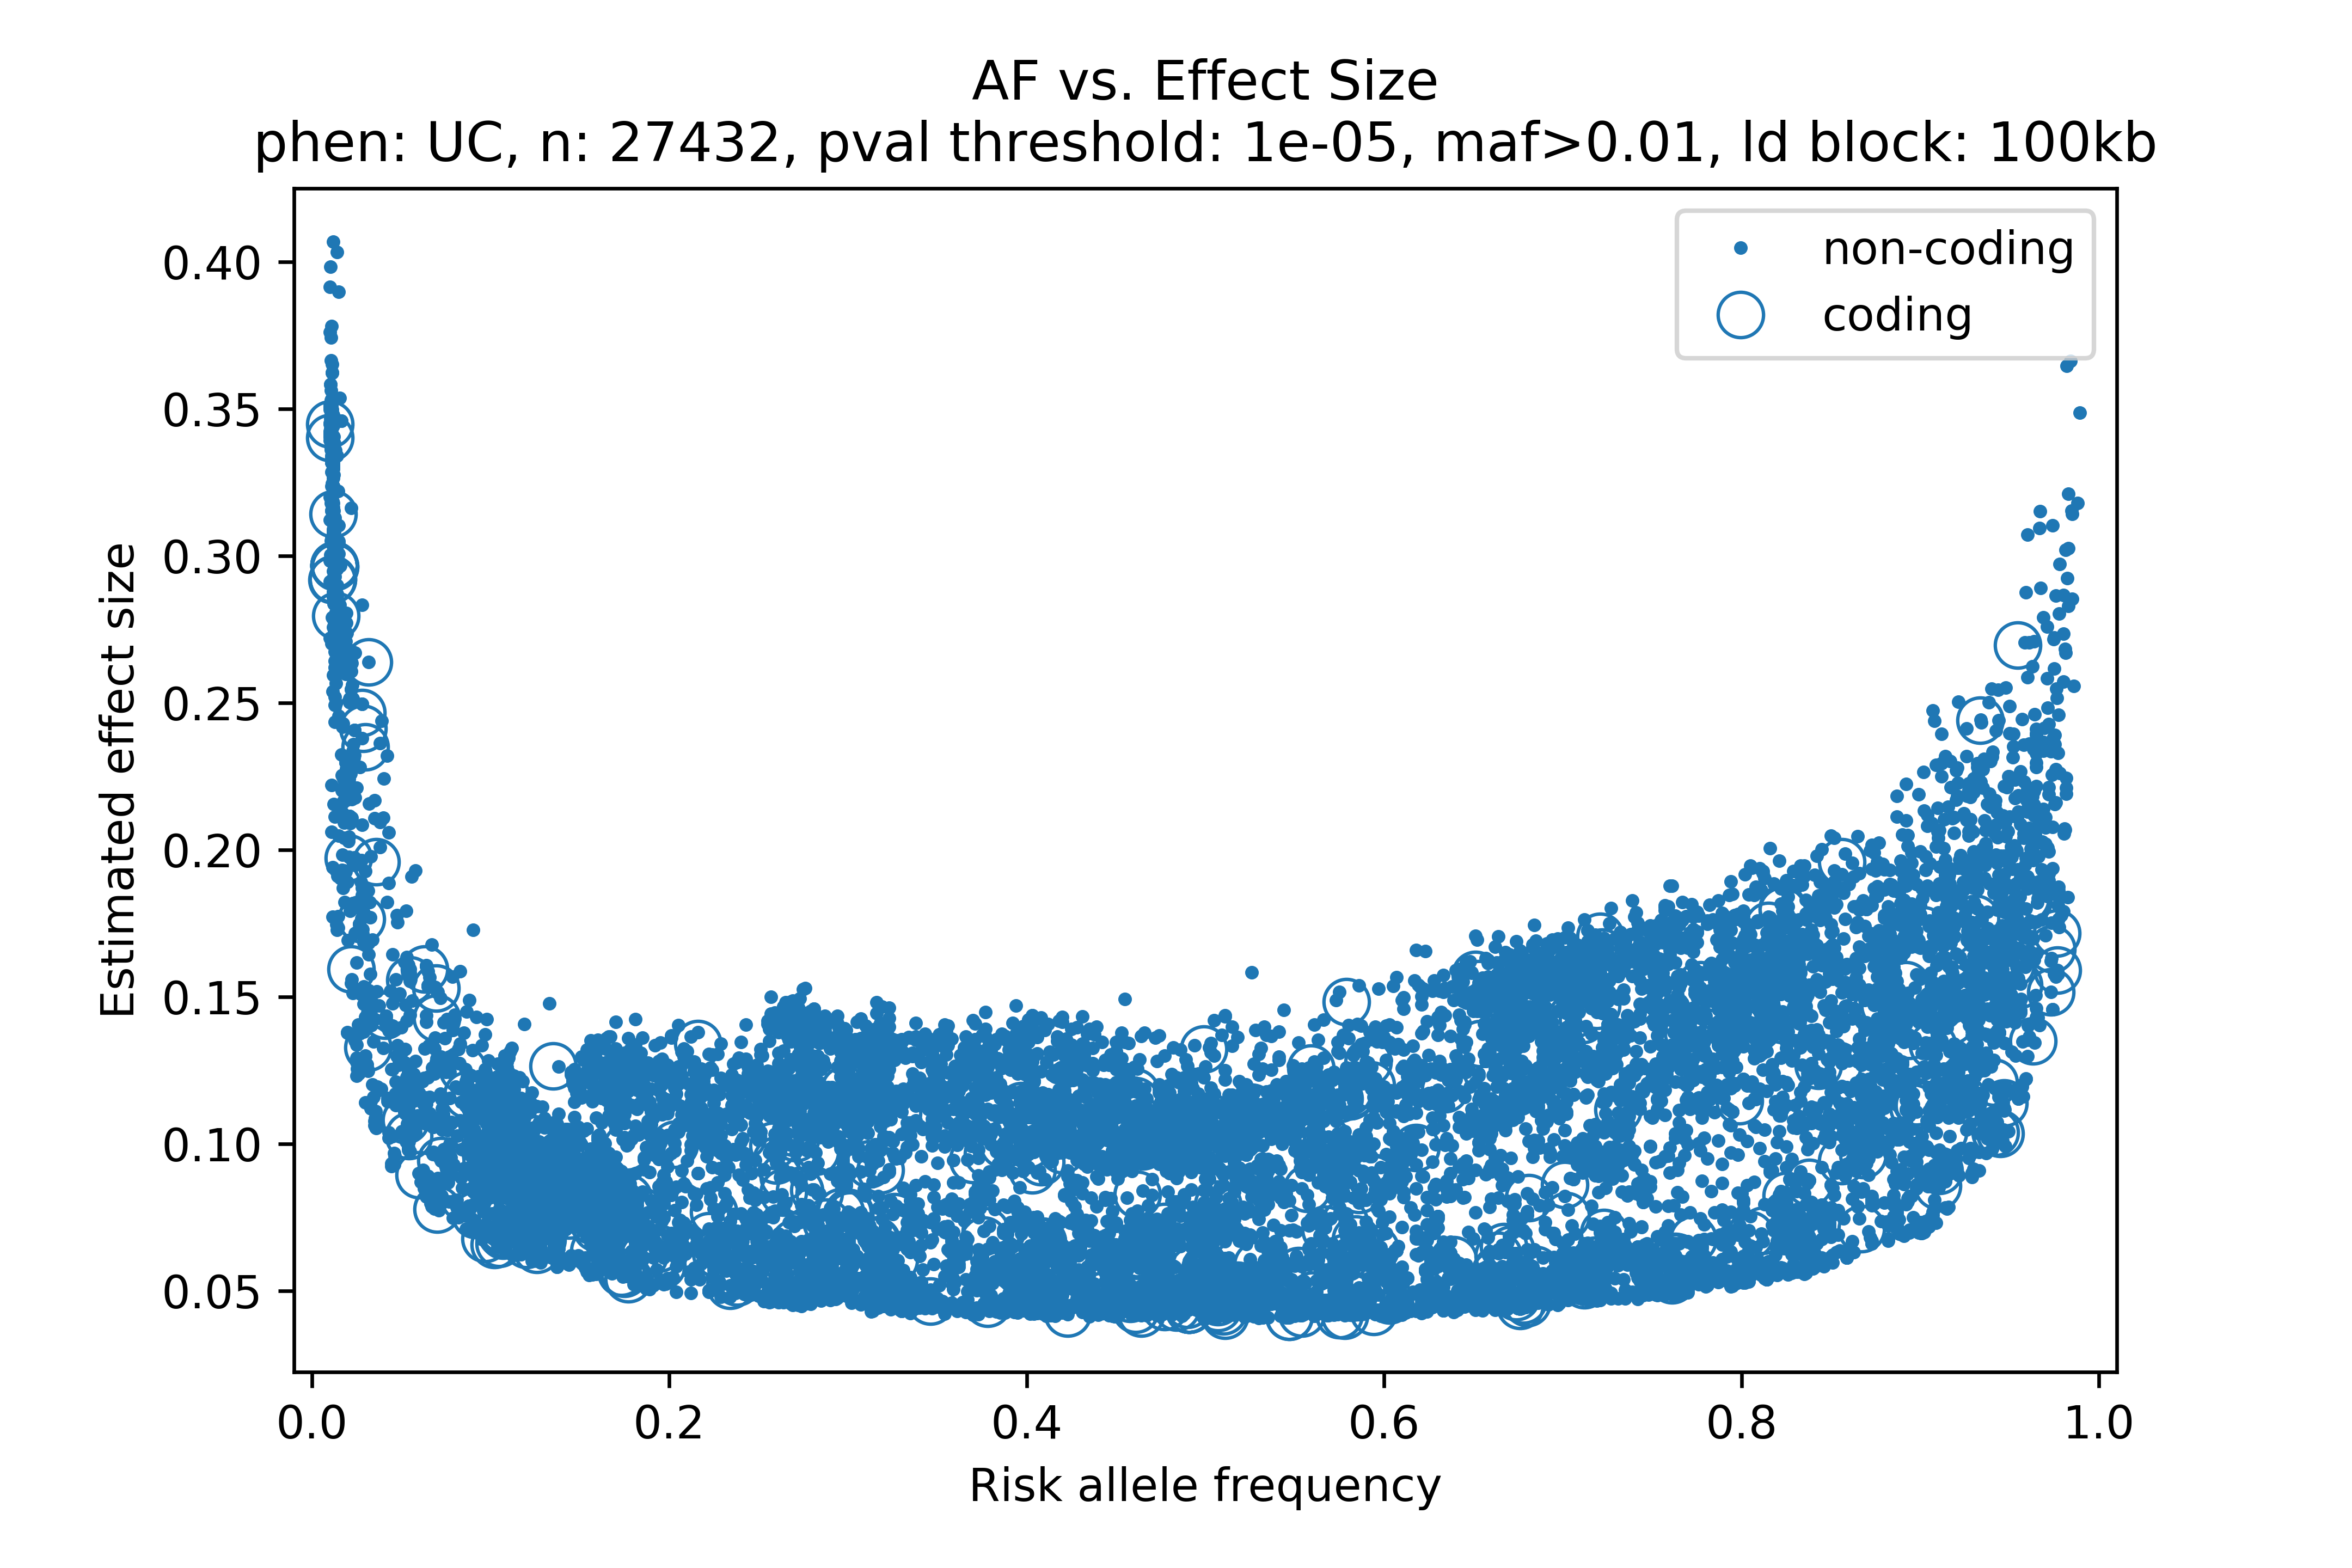 AF vs. Effect Size
phen: UC, n: 27432, pval threshold: 1e-05, maf>0.01, ld block: 100kb
non-coding
coding
0.40
0.35
0.30
0.25
0.20
0.15
0.10
0.05
Estimated effect size
0.0 0.2 0.4 0.6 0.8 1.0
Risk allele frequency